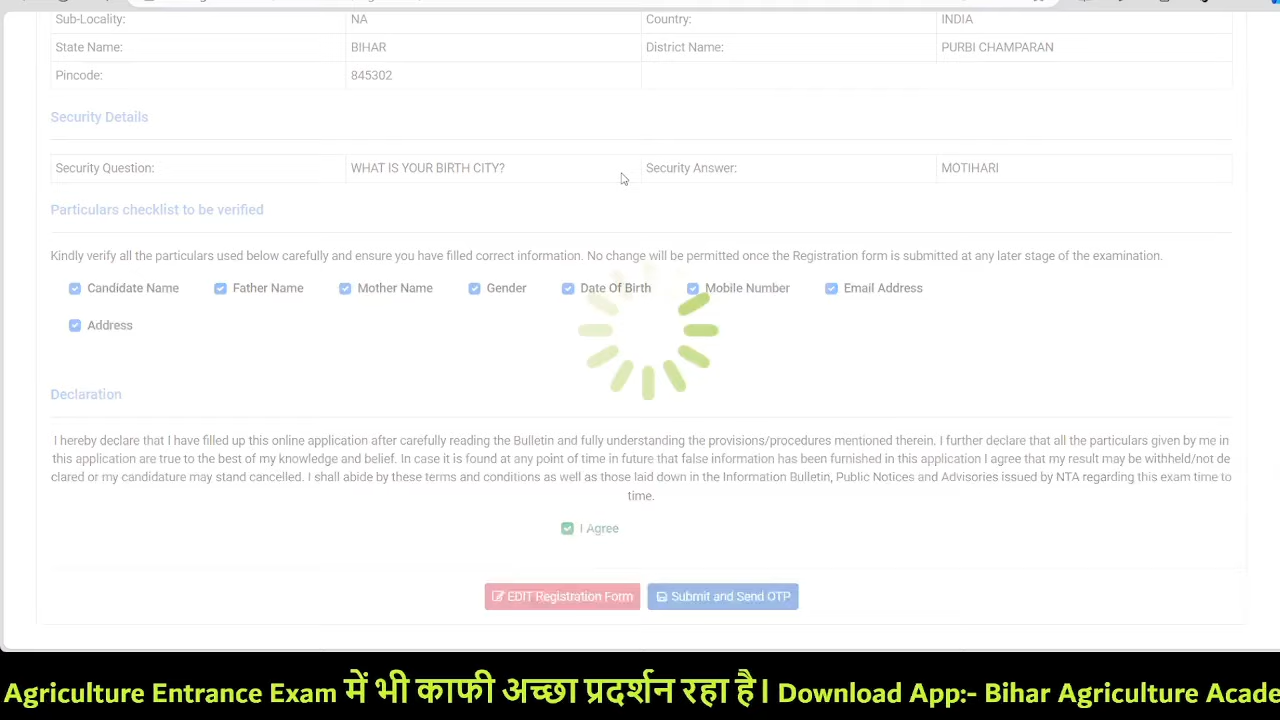 Sub-Locality: NA Country: INDIA
State Name: BIHAR District Name: PURBI CHAMPARAN
Pincode: 845302
Security Details
Security Question: WHAT IS YOUR BIRTH CITY? Security Answer: MOTIHARI
Particulars checklist to be verified
Kindly verify all the particulars used below carefully and ensure you have filled correct information. No change will be permitted once the Registration form is submitted at any later stage of the examination.
Candidate Name Father Name Mother Name Gender Date Of Birth Mobile Number Email Address
Address
Declaration
I hereby declare that I have filled up this online application after carefully reading the Bulletin and fully understanding the provisions/procedures mentioned therein. I further declare that all the particulars given by me in
this application are true to the best of my knowledge and belief. In case it is found at any point of time in future that false information has been furnished in this application I agree that my result may be withheld/not de
clared or my candidature may stand cancelled. I shall abide by these terms and conditions as well as those laid down in the Information Bulletin, Public Notices and Advisories issued by NTA regarding this exam time to
time.
I Agree
EDIT Registration Form Submit and Send OTP
Agriculture Entrance Exam में भी काफी अच्छा प्रदर्शन रहा है। Download App:- Bihar Agriculture Acade